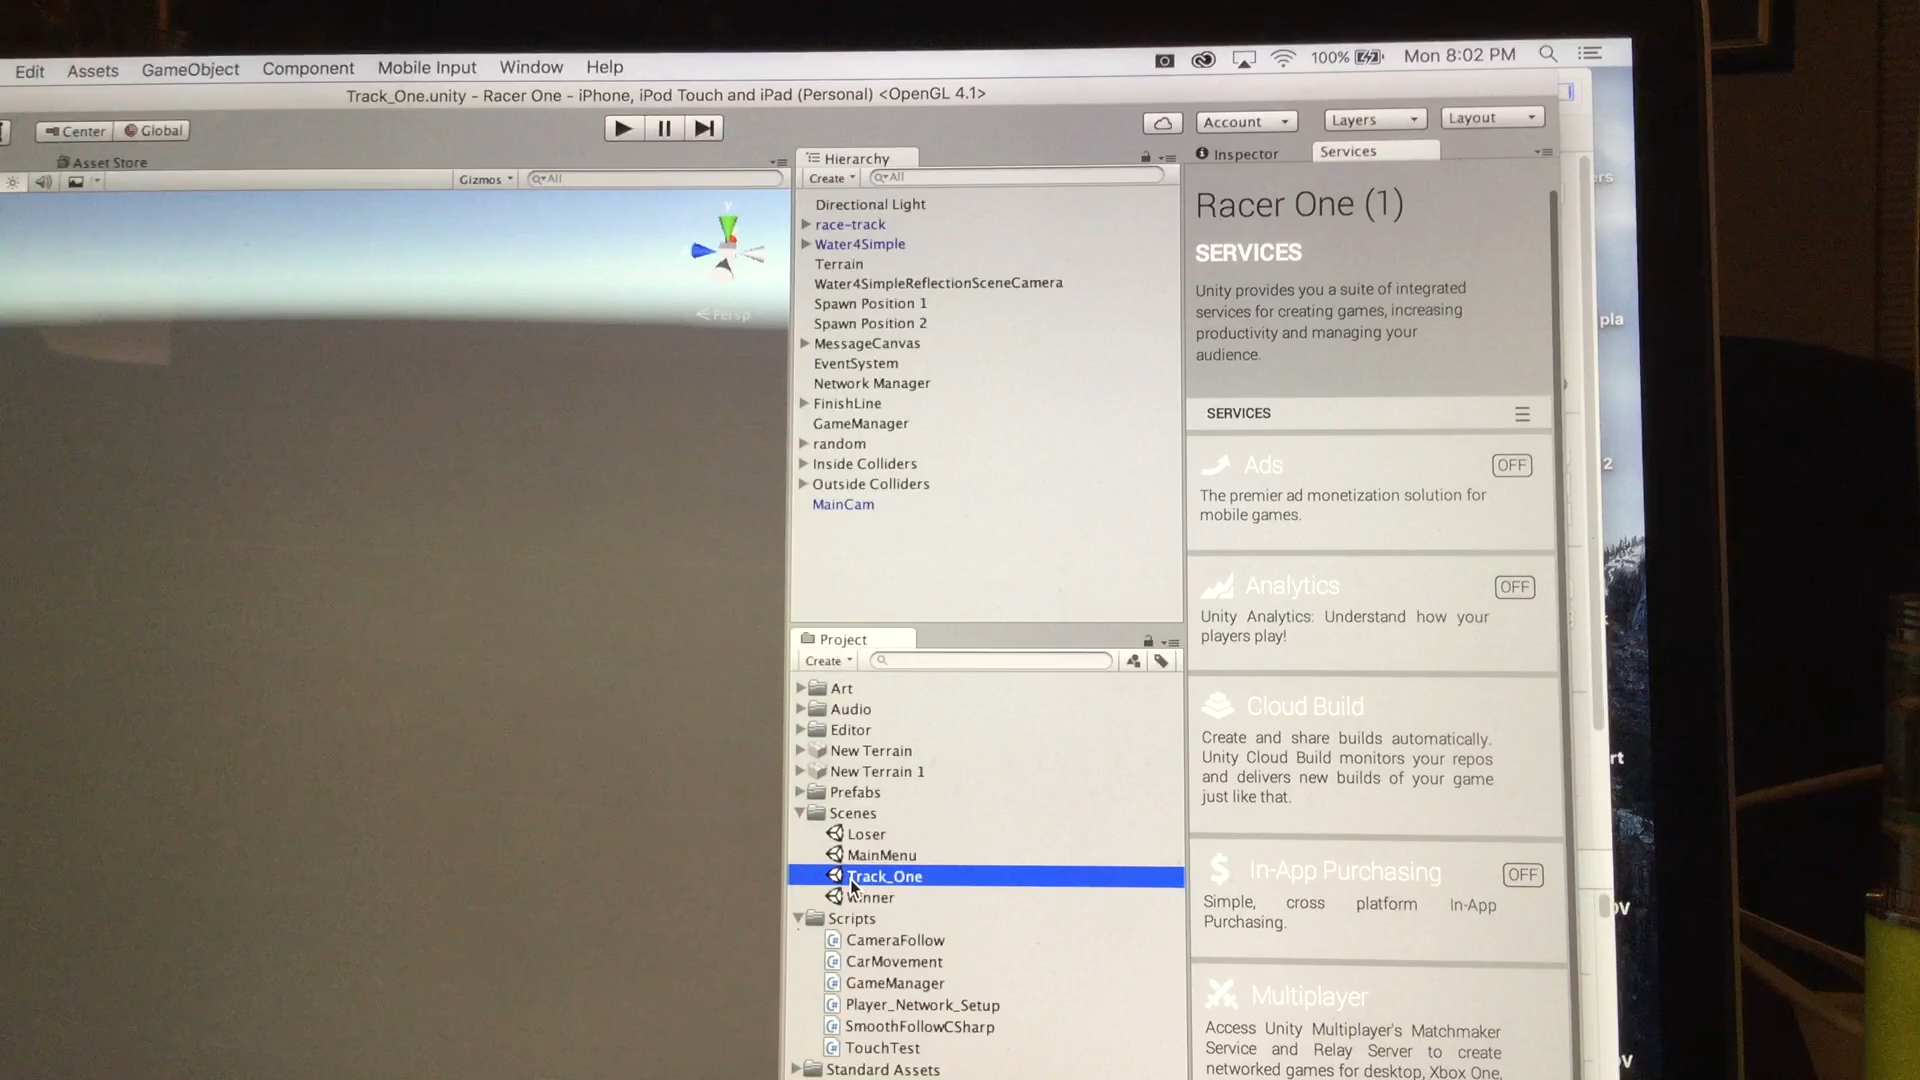 Edit Assets GameObject Component Mobile Input Window Help 100% Mon 8:02 PM
Track_One.unity - Racer One - iPhone, iPod Touch and iPad (Personal) <OpenGL 4.1>
Center Global Account Layers Layout
Asset Store
Gizmos All
Persp
Hierarchy
Create All
Directional Light
race-track
Water4Simple
Terrain
Water4SimpleReflectionSceneCamera
Spawn Position 1
Spawn Position 2
MessageCanvas
EventSystem
Network Manager
FinishLine
GameManager
random
Inside Colliders
Outside Colliders
MainCam
Project
Create
Art
Audio
Editor
New Terrain
New Terrain 1
Prefabs
Scenes
Loser
MainMenu
Track_One
Winner
Scripts
CameraFollow
CarMovement
GameManager
Player_Network_Setup
SmoothFollowCSharp
TouchTest
Standard Assets
Inspector Services
Racer One (1)
SERVICES
Unity provides you a suite of integrated
services for creating games, increasing
productivity and managing your
audience.
SERVICES
Ads OFF
The premier ad monetization solution for
mobile games.
Analytics OFF
Unity Analytics: Understand how your
players play!
Cloud Build
Create and share builds automatically.
Unity Cloud Build monitors your repos
and delivers new builds of your game
just like that.
In-App Purchasing OFF
Simple, cross platform In-App
Purchasing.
Multiplayer
Access Unity Multiplayer's Matchmaker
Service and Relay Server to create
networked games for desktop, Xbox One,
y
ers
pla
2
rt